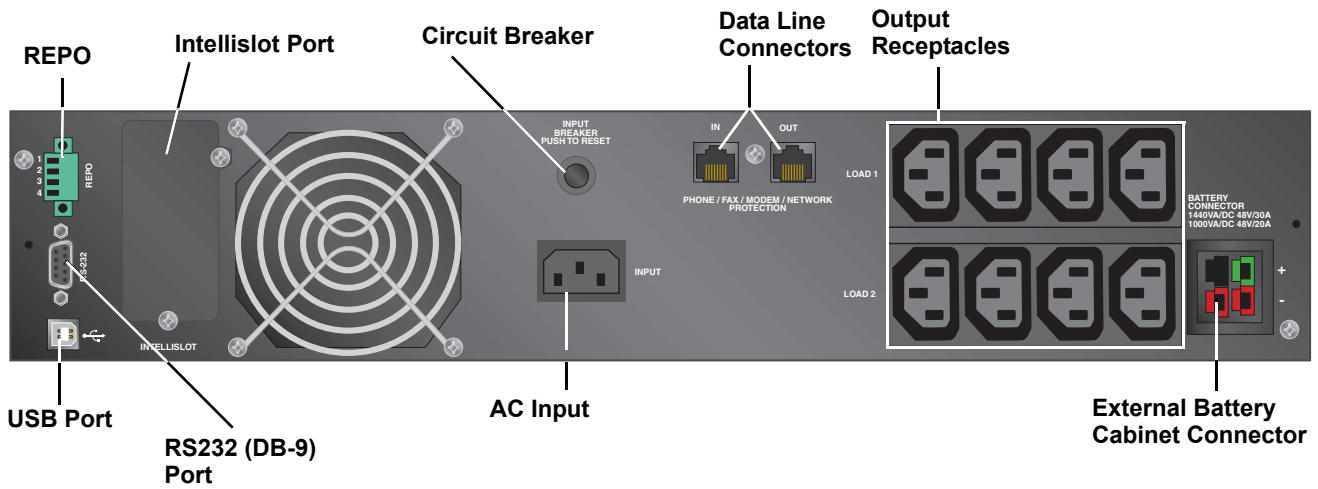 REPO
Intellislot Port
Circuit Breaker
Data Line
Connectors
Output
Receptacles
1
2
3
4
REPO
RS-232
INTELLISLOT
INPUT
BREAKER
PUSH TO RESET
INPUT
IN
OUT
PHONE / FAX / MODEM / NETWORK
PROTECTION
LOAD 1
LOAD 2
BATTERY
CONNECTOR
1440VA/DC 48V/30A
1000VA/DC 48V/20A
+
-
USB Port
RS232 (DB-9)
Port
AC Input
External Battery
Cabinet Connector